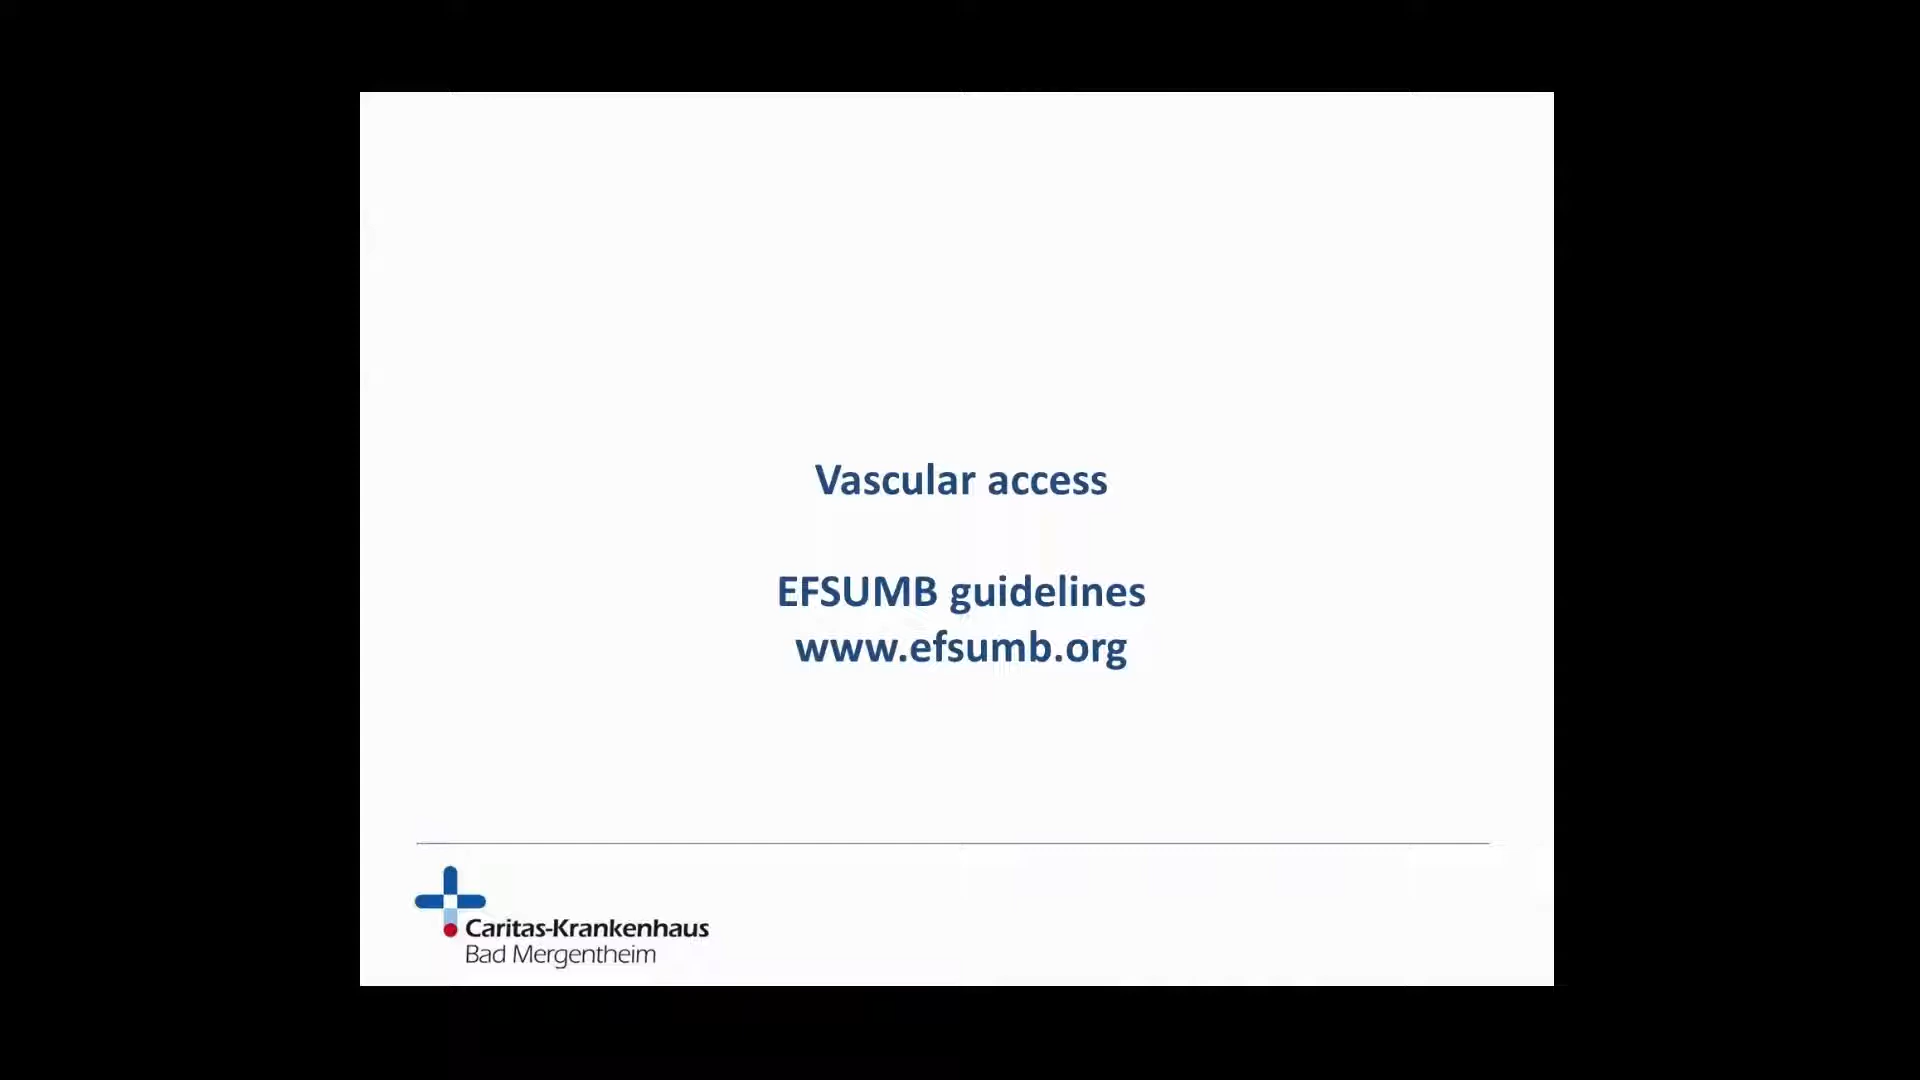 Vascular access
EFSUMB guidelines
www.efsumb.org
Caritas-Krankenhaus
Bad Mergentheim